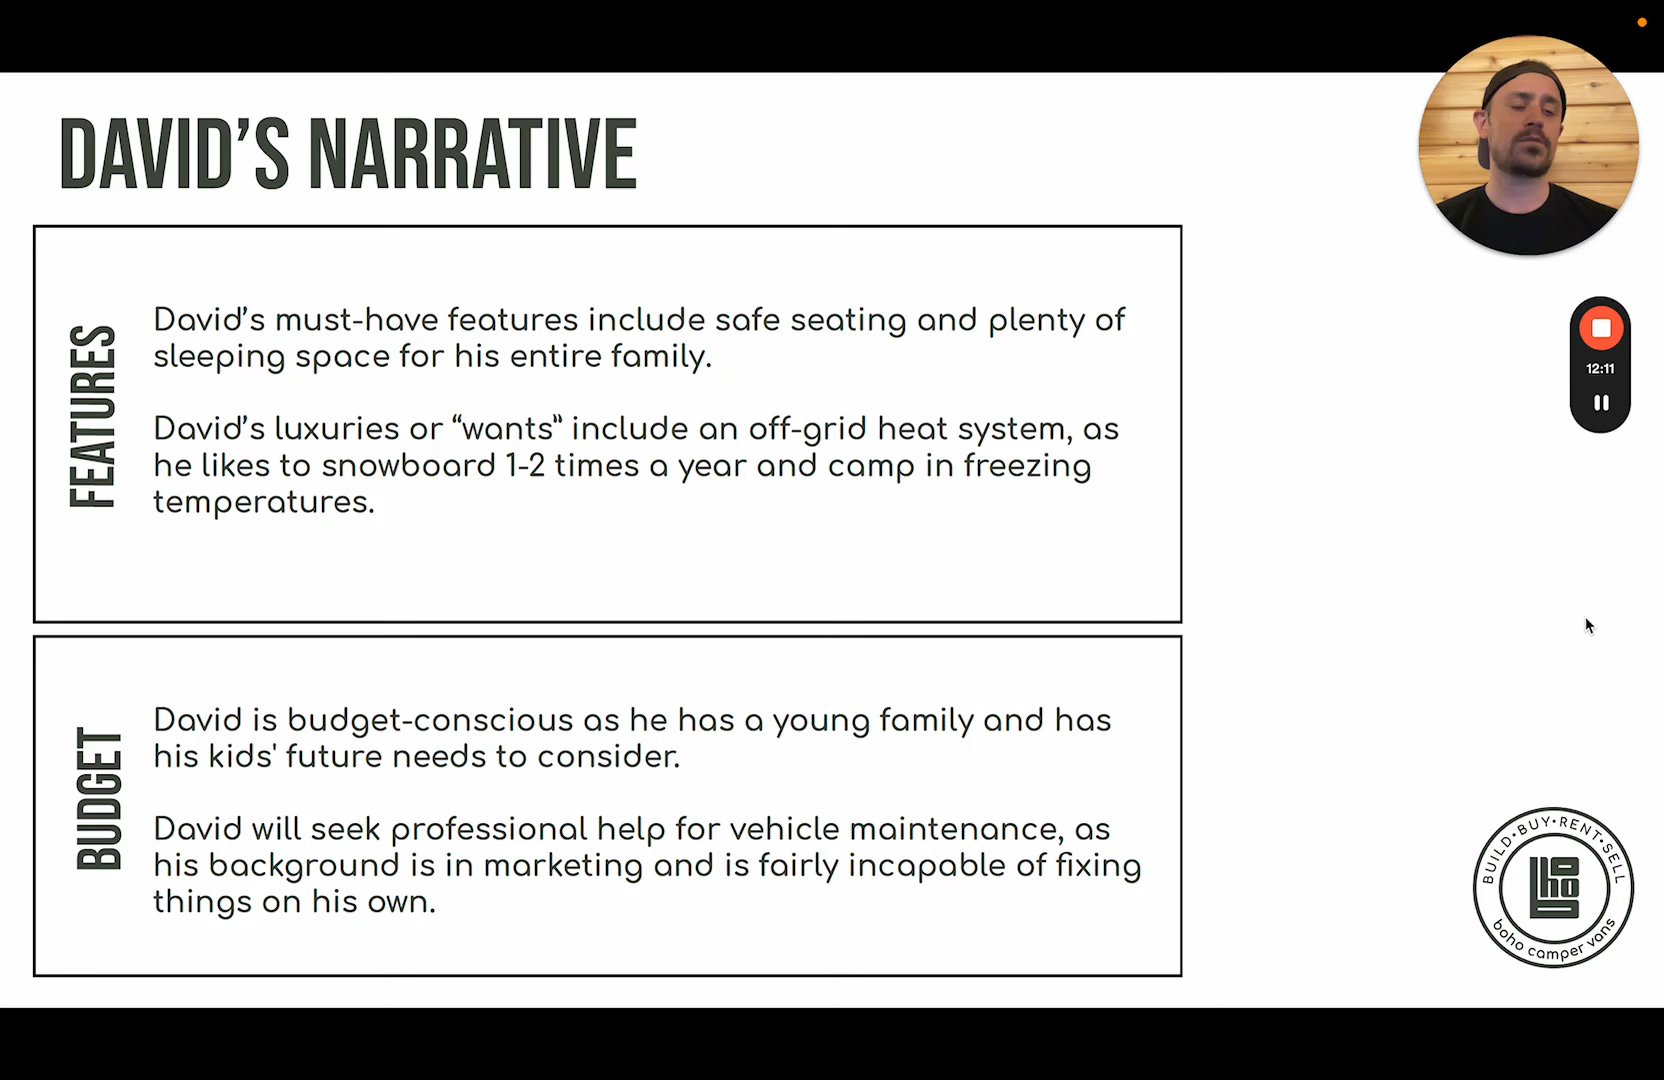 DAVID’S NARRATIVE
FEATURES
David’s must-have features include safe seating and plenty of
sleeping space for his entire family.
David’s luxuries or “wants” include an off-grid heat system, as
he likes to snowboard 1-2 times a year and camp in freezing
temperatures.
12:11
BUDGET
David is budget-conscious as he has a young family and has
his kids' future needs to consider.
David will seek professional help for vehicle maintenance, as
his background is in marketing and is fairly incapable of fixing
things on his own.
BUILD•BUY•RENT•SELL
boho
boho camper vans